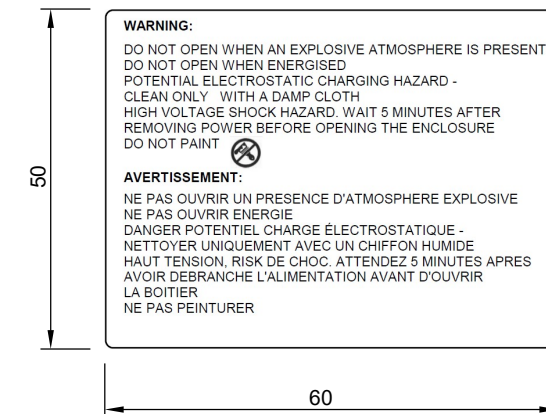 WARNING:
DO NOT OPEN WHEN AN EXPLOSIVE ATMOSPHERE IS PRESENT
DO NOT OPEN WHEN ENERGISED
POTENTIAL ELECTROSTATIC CHARGING HAZARD -
CLEAN ONLY WITH A DAMP CLOTH
HIGH VOLTAGE SHOCK HAZARD. WAIT 5 MINUTES AFTER
REMOVING POWER BEFORE OPENING THE ENCLOSURE
DO NOT PAINT
50
AVERTISSEMENT:
NE PAS OUVRIR UN PRESENCE D'ATMOSPHERE EXPLOSIVE
NE PAS OUVRIR ENERGIE
DANGER POTENTIEL CHARGE ÉLECTROSTATIQUE -
NETTOYER UNIQUEMENT AVEC UN CHIFFON HUMIDE
HAUT TENSION, RISK DE CHOC. ATTENDEZ 5 MINUTES APRES
AVOIR DEBRANCHE L'ALIMENTATION AVANT D'OUVRIR
LA BOITIER
NE PAS PEINTURER
60